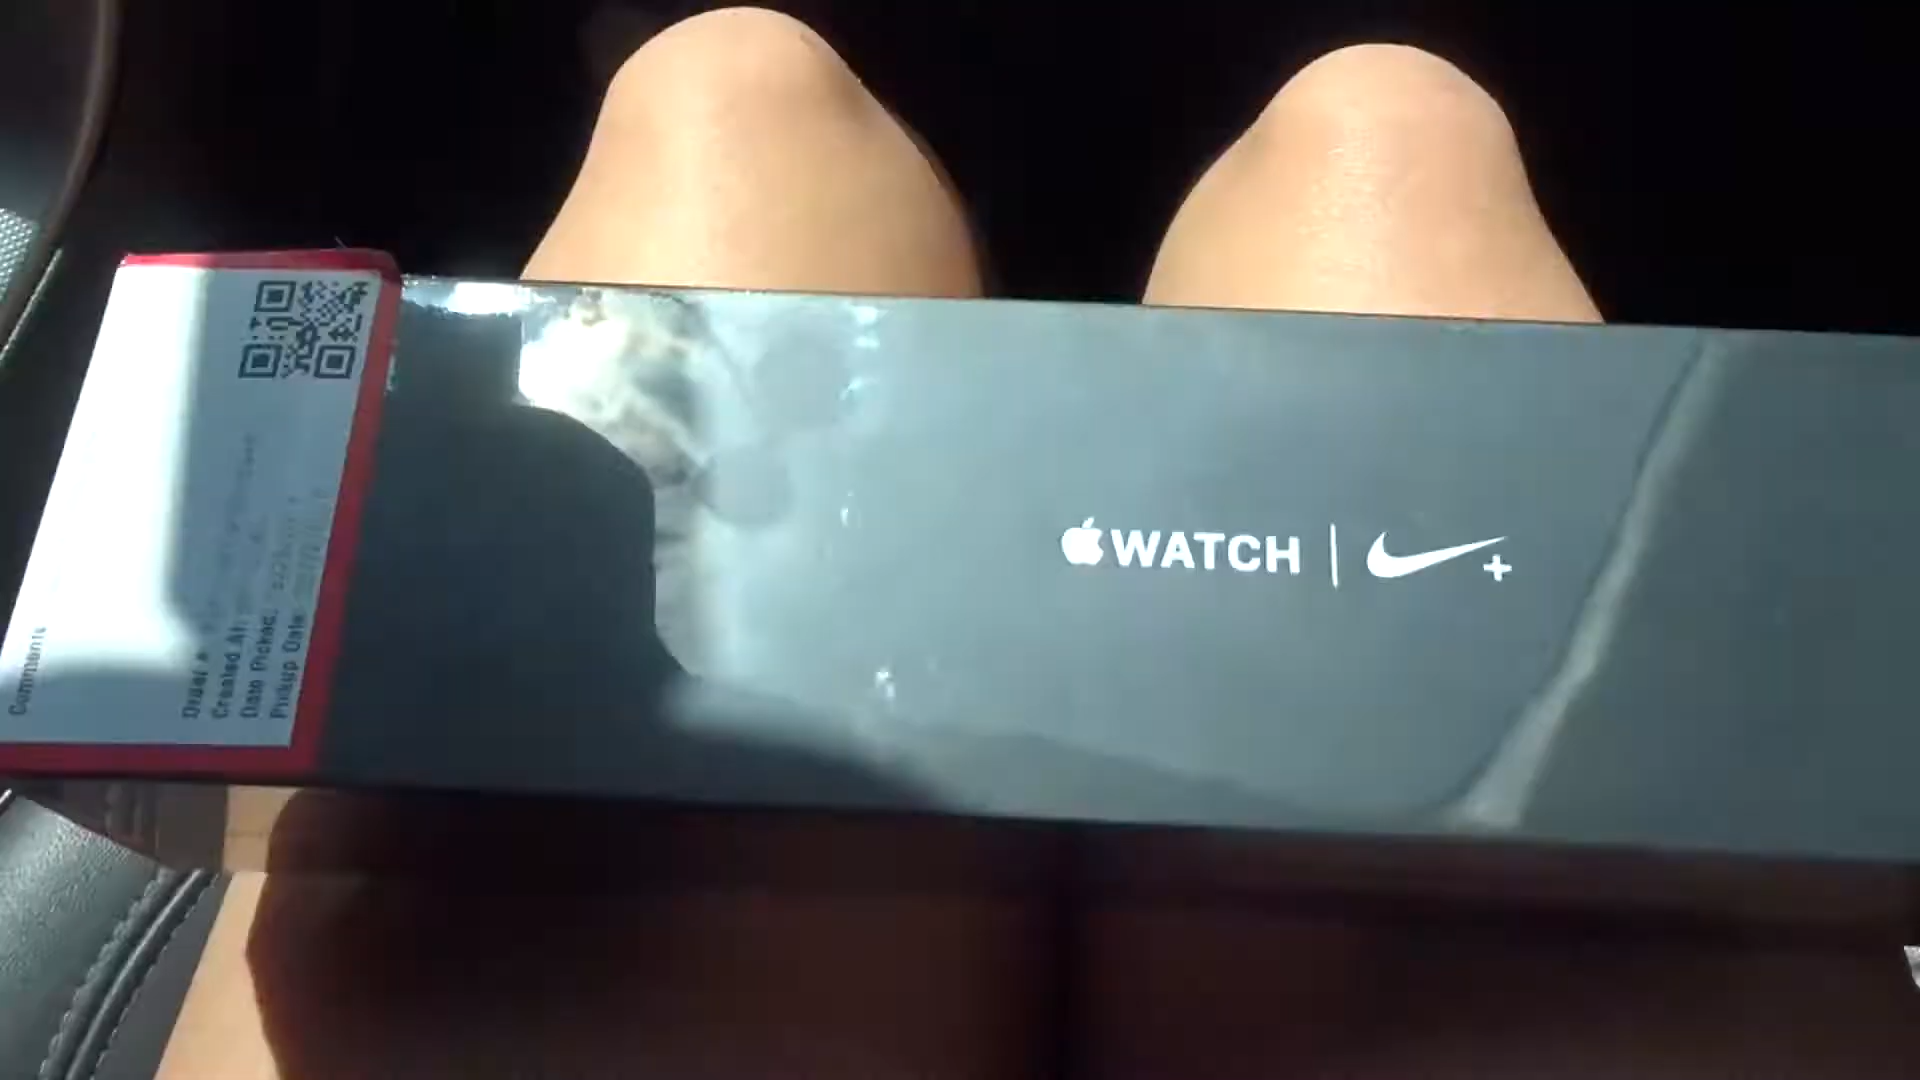 WATCH
Comments
Order #
Created At:
Date Picked:
Pickup Date: